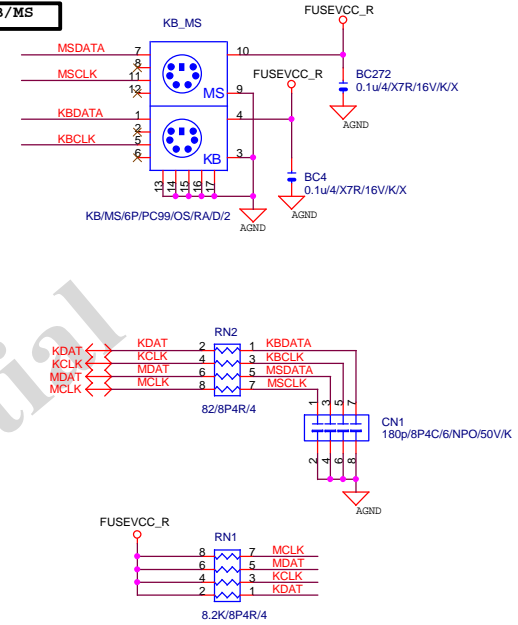 B/MS
KB_MS
FUSEVCC_R
MSDATA 7 10
8
MSCLK 11
12 MS 9
FUSEVCC_R
BC272
0.1u/4/X7R/16V/K/X
AGND
KBDATA 1 4
2
KBCLK 5
6 KB 3
13 14 15 16 17
BC4
0.1u/4/X7R/16V/K/X
AGND
KB/MS/6P/PC99/OS/RA/D/2
AGND
tial
RN2
KDAT KDAT 2 1 KBDATA
KCLK KCLK 4 3 KBCLK
MDAT MDAT 6 5 MSDATA
MCLK MCLK 8 7 MSCLK
82/8P4R/4
1 3 5 7
CN1
180p/8P4C/6/NPO/50V/K
2 4 6 8
AGND
FUSEVCC_R
RN1
8 7 MCLK
6 5 MDAT
4 3 KCLK
2 1 KDAT
8.2K/8P4R/4